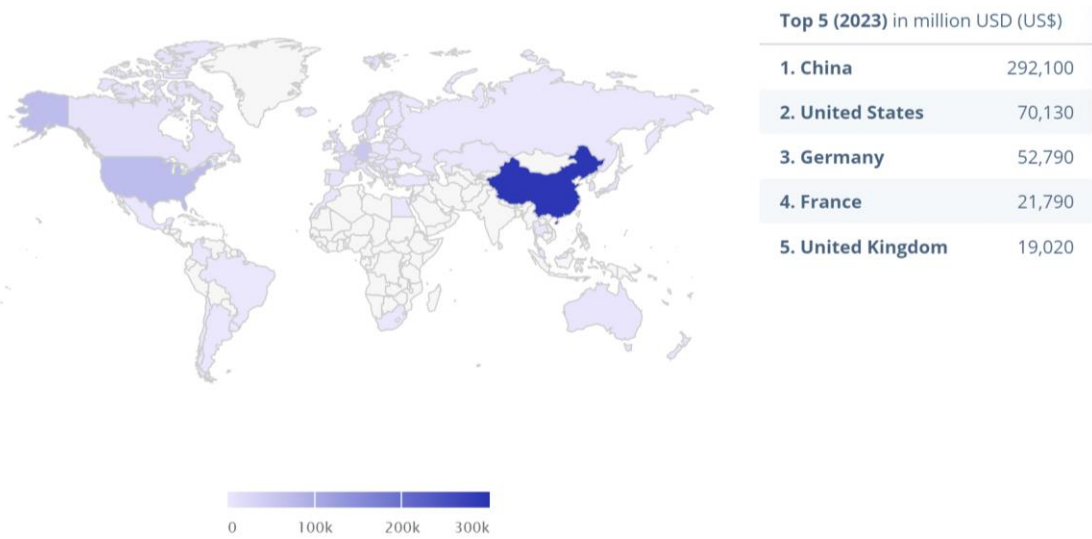 Top 5 (2023) in million USD (US$)
1. China 292,100
2. United States 70,130
3. Germany 52,790
4. France 21,790
5. United Kingdom 19,020
0 100k 200k 300k